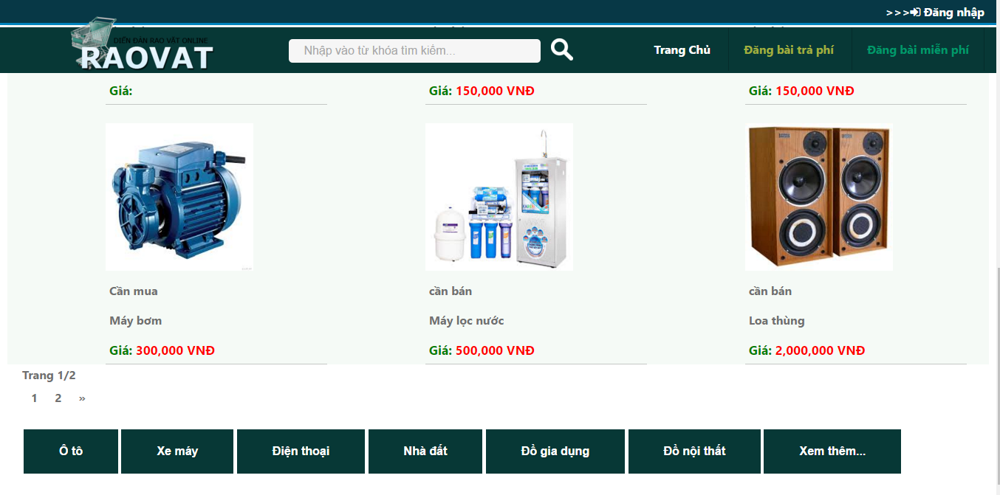 >>> Đăng nhập
DIỄN ĐÀN RAO VẶT ONLINE
RAOVAT
Nhập vào từ khóa tìm kiếm...
Trang Chủ
Đăng bài trả phí
Đăng bài miễn phí
Giá:
Giá: 150,000 VNĐ
Giá: 150,000 VNĐ
Cần mua
cần bán
cần bán
Máy bơm
Máy lọc nước
Loa thùng
Giá: 300,000 VNĐ
Giá: 500,000 VNĐ
Giá: 2,000,000 VNĐ
Trang 1/2
1 2 »
Ô tô
Xe máy
Điện thoại
Nhà đất
Đồ gia dụng
Đồ nội thất
Xem thêm...